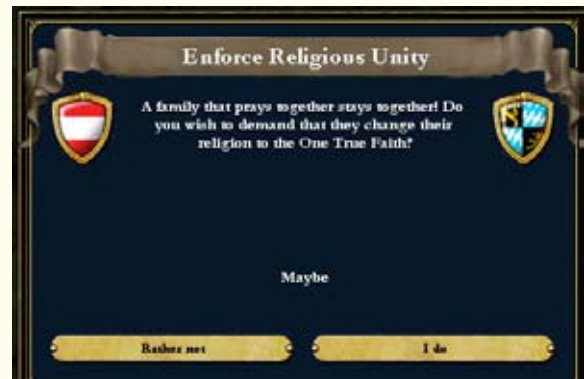 Enforce Religious Unity
A family that prays together stays together! Do
you wish to demand that they change their
religion to the One True Faith?
Maybe
Rather not
I do